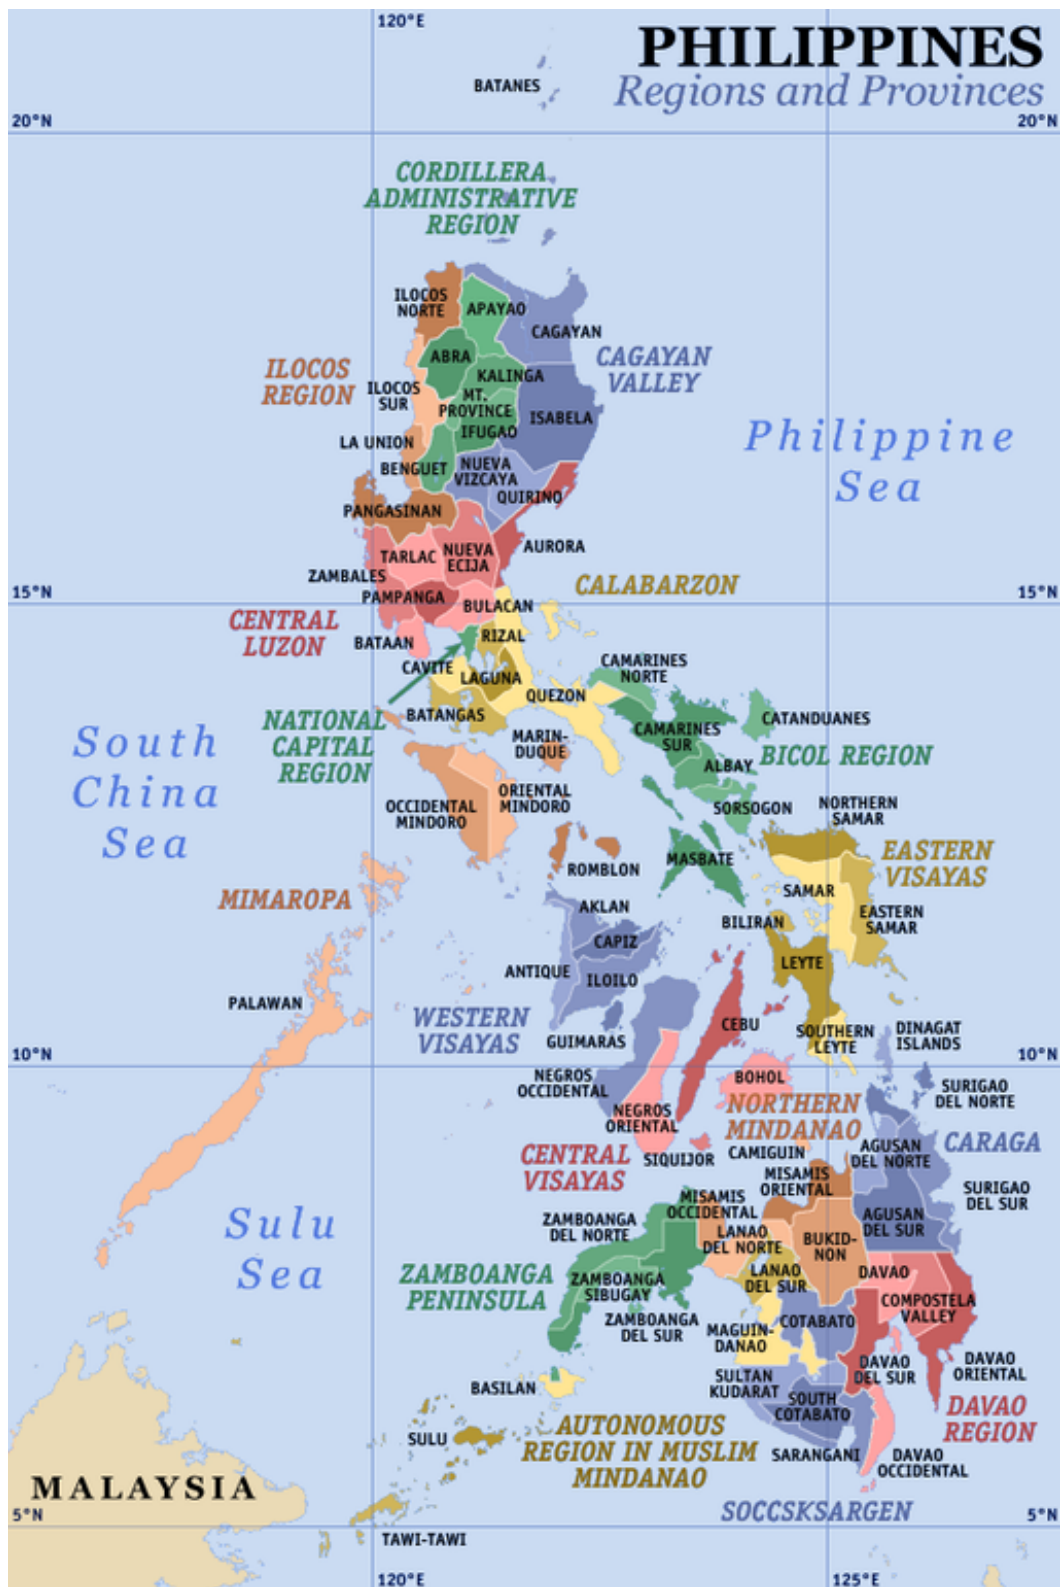 120°E
PHILIPPINES
Regions and Provinces
BATANES
20°N
20°N
CORDILLERA
ADMINISTRATIVE
REGION
ILOCOS
NORTE
APAYAO
CAGAYAN
ABRA
CAGAYAN
VALLEY
ILOCOS
REGION
KALINGA
ILOCOS
SUR
MT.
PROVINCE
ISABELA
IFUGAO
LA UNION
Philippine
Sea
BENGUET
NUEVA
VIZCAYA
QUIRINO
PANGASINAN
AURORA
TARLAC
NUEVA
ECIJA
ZAMBALES
CALABARZON
15°N
15°N
PAMPANGA
BULACAN
CENTRAL
LUZON
BATAAN
RIZAL
CAVITE
LAGUNA
CAMARINES
NORTE
QUEZON
NATIONAL
CAPITAL
REGION
BATANGAS
CATANDUANES
MARIN-
DUQUE
CAMARINES
SUR
BICOL REGION
South
China
Sea
ALBAY
OCCIDENTAL
MINDORO
ORIENTAL
MINDORO
SORSOGON
NORTHERN
SAMAR
ROMBLON
MASBATE
EASTERN
VISAYAS
MIMAROPA
SAMAR
AKLAN
BILIRAN
EASTERN
SAMAR
CAPIZ
LEYTE
ANTIQUE
ILOILO
PALAWAN
WESTERN
VISAYAS
CEBU
SOUTHERN
LEYTE
DINAGAT
ISLANDS
GUIMARAS
10°N
10°N
NEGROS
OCCIDENTAL
BOHOL
SURIGAO
DEL NORTE
NEGROS
ORIENTAL
NORTHERN
MINDANAO
CARAGA
CENTRAL
VISAYAS
SIQUIJOR
CAMIGUIN
AGUSAN
DEL NORTE
MISAMIS
ORIENTAL
SURIGAO
DEL SUR
MISAMIS
OCCIDENTAL
Sulu
Sea
ZAMBOANGA
DEL NORTE
LANAO
DEL NORTE
BUKID-
NON
AGUSAN
DEL SUR
ZAMBOANGA
PENINSULA
ZAMBOANGA
SIBUGAY
LANAO
DEL SUR
DAVAO
COMPOSTELA
VALLEY
ZAMBOANGA
DEL SUR
MAGUIN-
DANAO
COTABATO
BASILAN
SULTAN
KUDARAT
DAVAO
DEL SUR
DAVAO
ORIENTAL
SOUTH
COTABATO
DAVAO
REGION
SULU
AUTONOMOUS
REGION IN MUSLIM
MINDANAO
SARANGANI
DAVAO
OCCIDENTAL
MALAYSIA
SOCCSKSARGEN
5°N
5°N
TAWI-TAWI
120°E
125°E